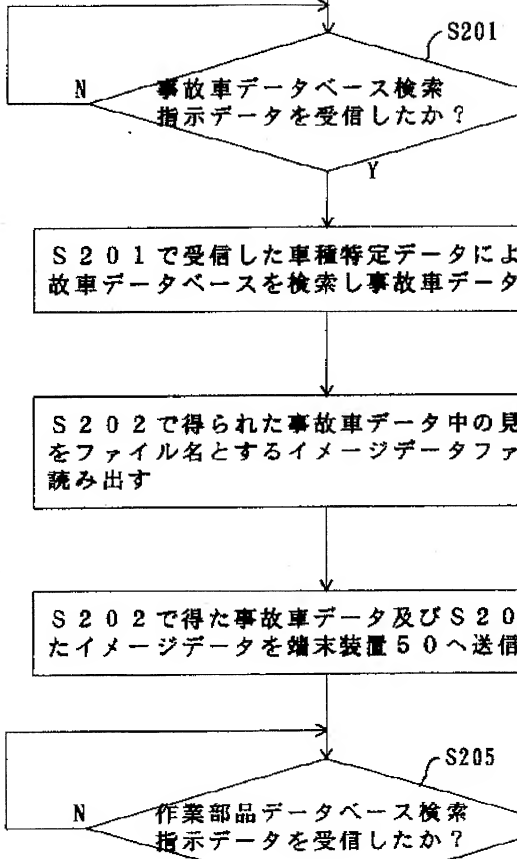 S201
N
事故車データベース検索
指示データを受信したか？
Y
S201で受信した車種特定データによ
故車データベースを検索し事故車データ
S202で得られた事故車データ中の見
をファイル名とするイメージデータファ
読み出す
S202で得た事故車データ及びS20
たイメージデータを端末装置50へ送信
S205
N
作業部品データベース検索
指示データを受信したか？